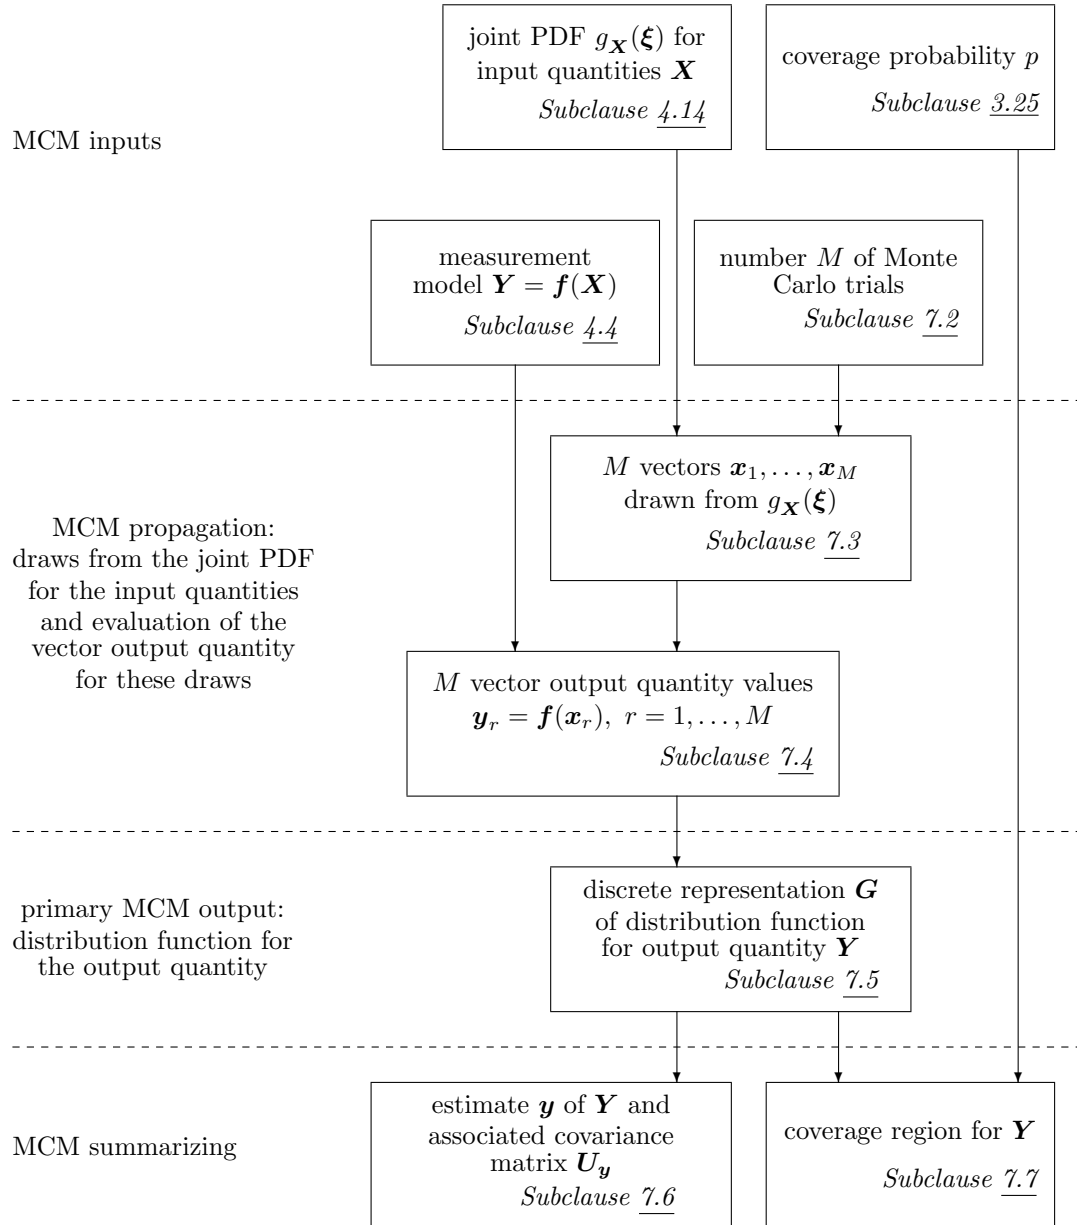 joint PDF g_X(ξ) for
input quantities X
Subclause 4.14
coverage probability p
Subclause 3.25
MCM inputs
measurement
model Y = f(X)
Subclause 4.4
number M of Monte
Carlo trials
Subclause 7.2
M vectors x₁, . . . , x_M
drawn from g_X(ξ)
Subclause 7.3
MCM propagation:
draws from the joint PDF
for the input quantities
and evaluation of the
vector output quantity
for these draws
M vector output quantity values
y_r = f(x_r), r = 1, . . . , M
Subclause 7.4
primary MCM output:
distribution function for
the output quantity
discrete representation G
of distribution function
for output quantity Y
Subclause 7.5
MCM summarizing
estimate y of Y and
associated covariance
matrix U_y
Subclause 7.6
coverage region for Y
Subclause 7.7